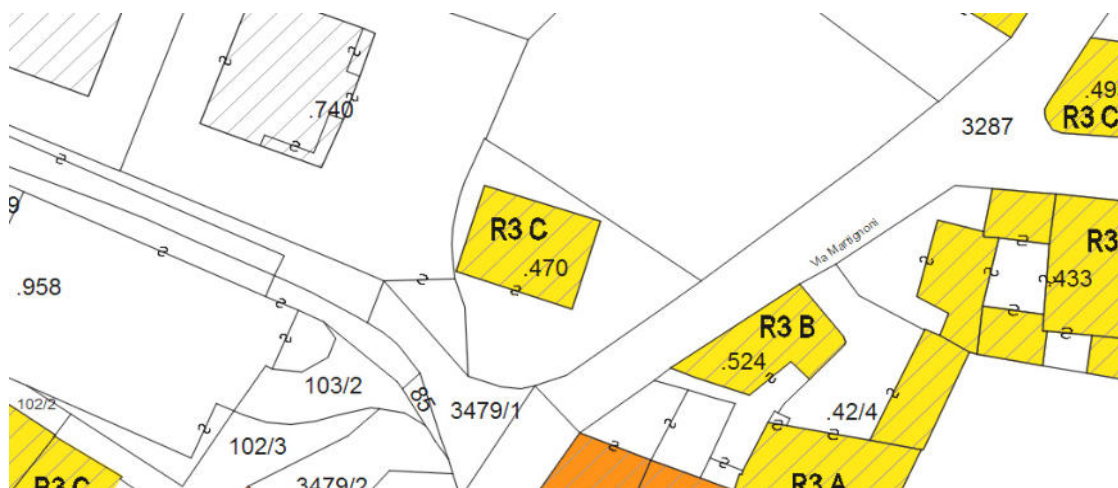 .740
.49
R3 C
3287
9
R3 C
.470
Via Martignoni
R3
.433
.958
R3 B
.524
103/2
85
3479/1
.42/4
102/2
102/3
3479/2
R3 C
R3 A